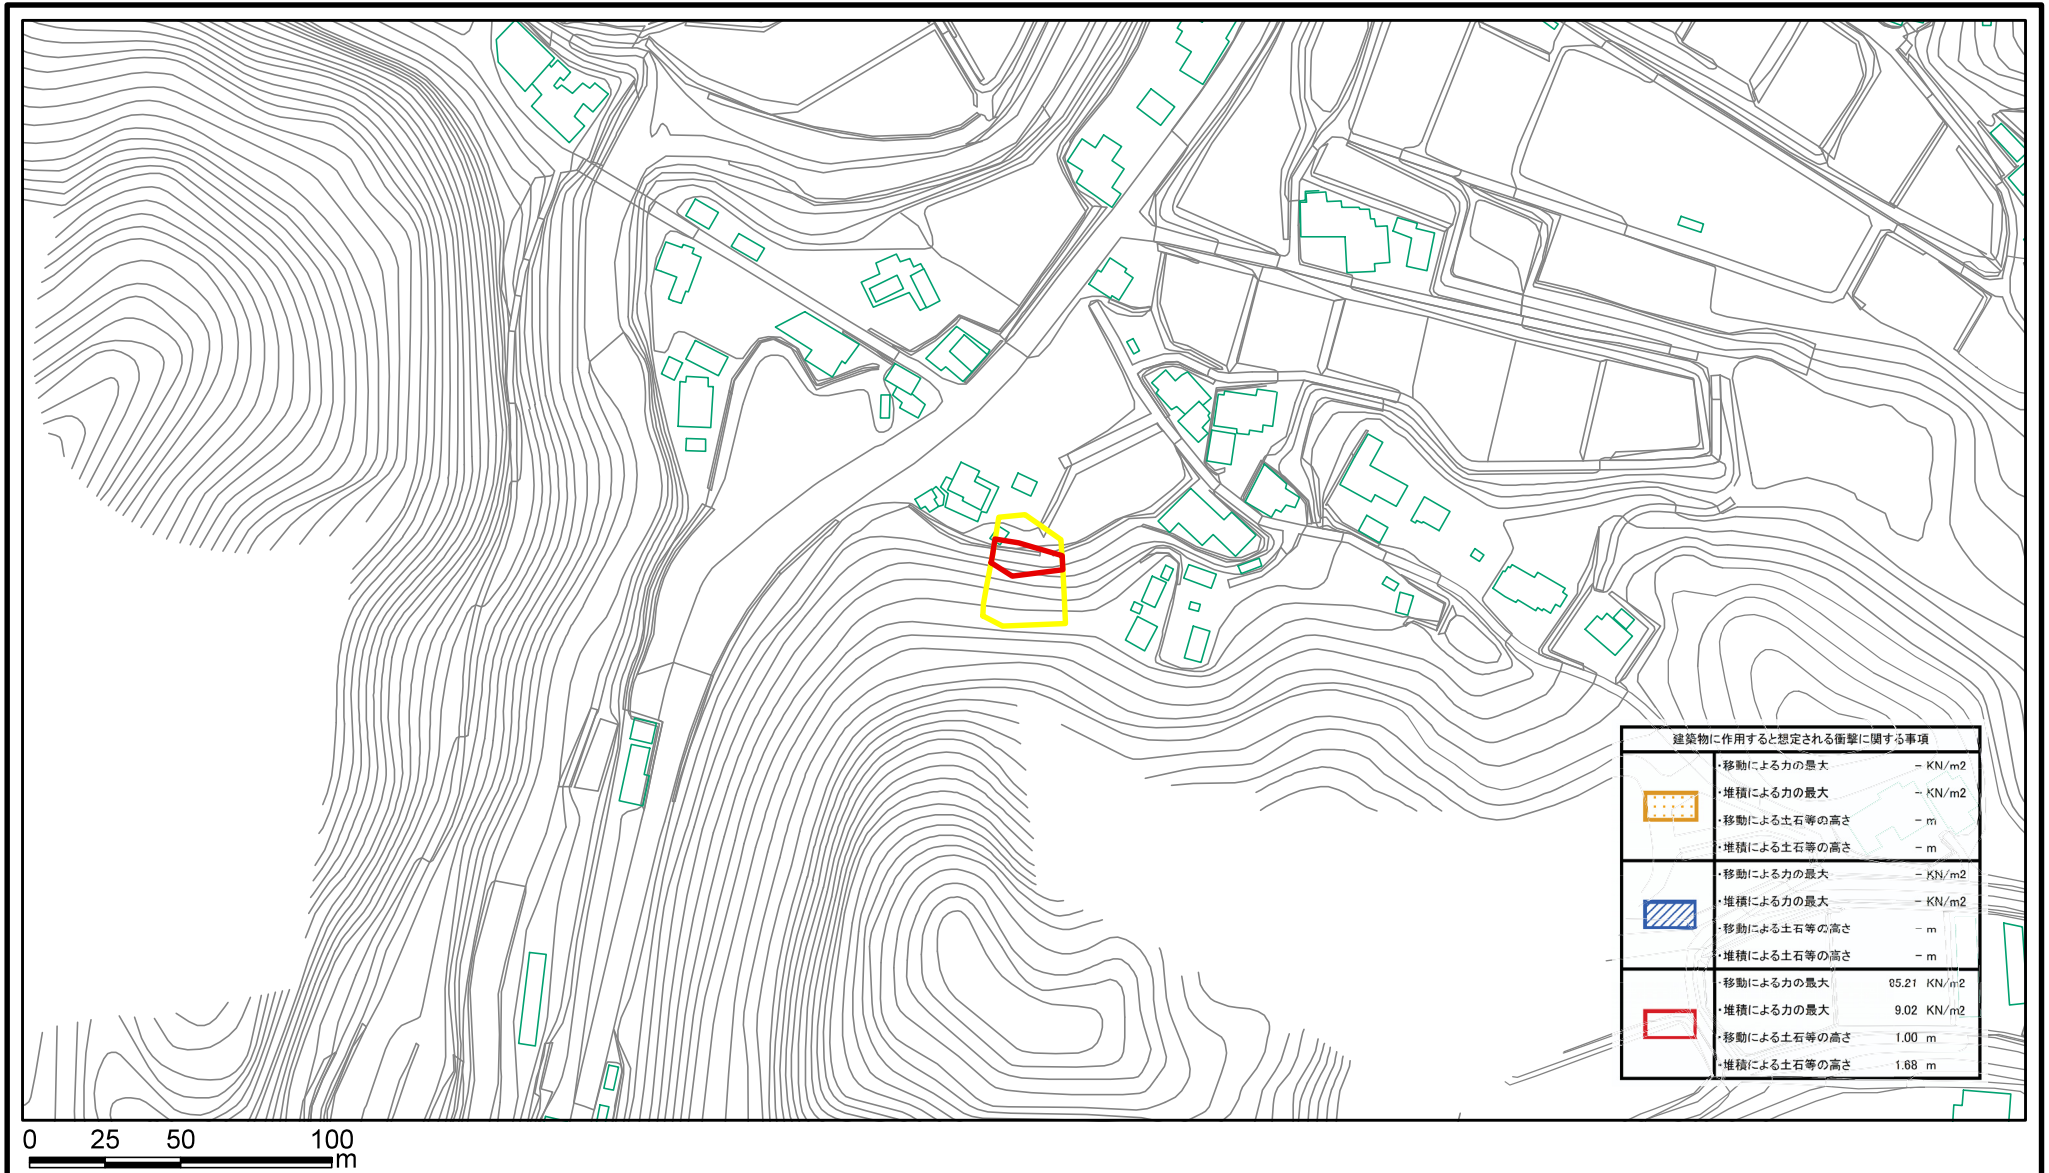 建築物に作用すると想定される衝撃に関する事項
・移動による力の最大 － KN/m2
・堆積による力の最大 － KN/m2
・移動による土石等の高さ － m
・堆積による土石等の高さ － m
・移動による力の最大 － KN/m2
・堆積による力の最大 － KN/m2
・移動による土石等の高さ － m
・堆積による土石等の高さ － m
・移動による力の最大 KN/m2
・堆積による力の最大 9.02 KN/m2
・移動による土石等の高さ 1.00 m
・堆積による土石等の高さ 1.68 m
0 25 50 100
m